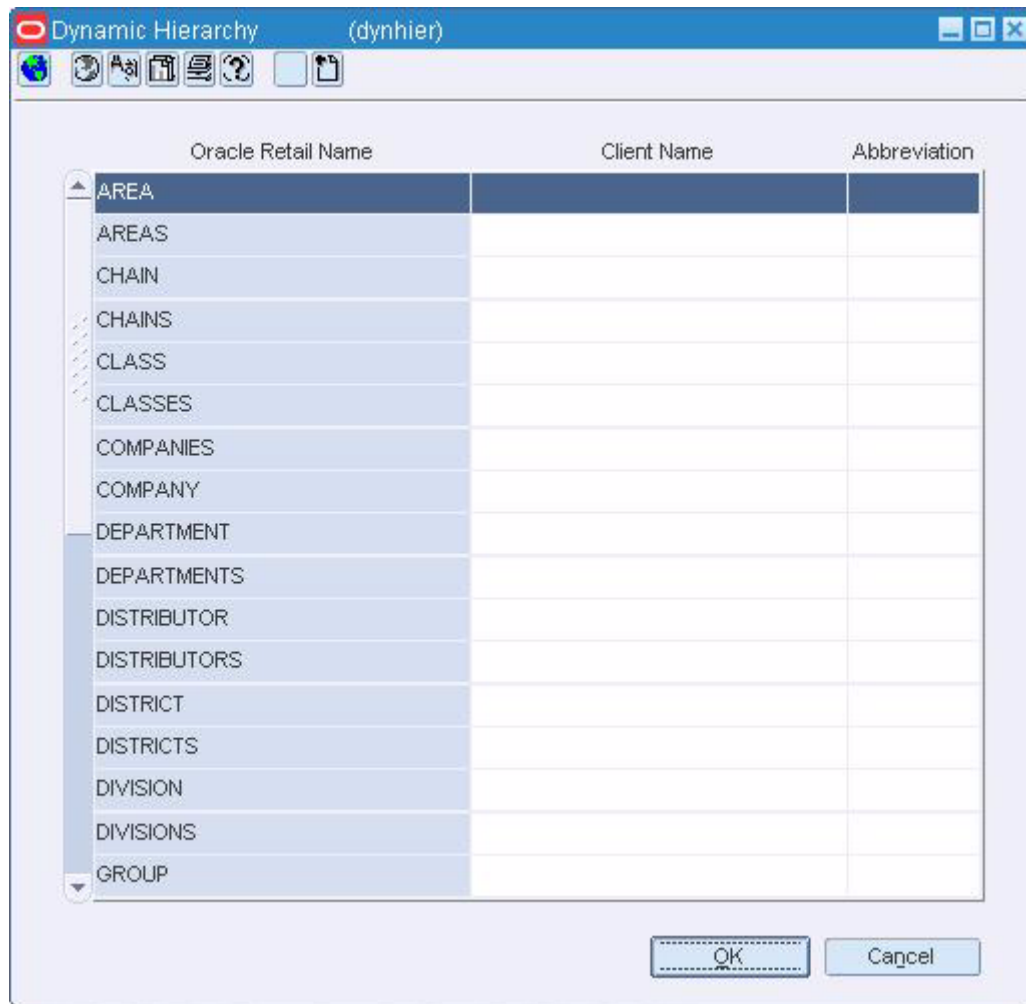 Dynamic Hierarchy (dynhier)
Oracle Retail Name Client Name Abbreviation
AREA
AREAS
CHAIN
CHAINS
CLASS
CLASSES
COMPANIES
COMPANY
DEPARTMENT
DEPARTMENTS
DISTRIBUTOR
DISTRIBUTORS
DISTRICT
DISTRICTS
DIVISION
DIVISIONS
GROUP
OK Cancel